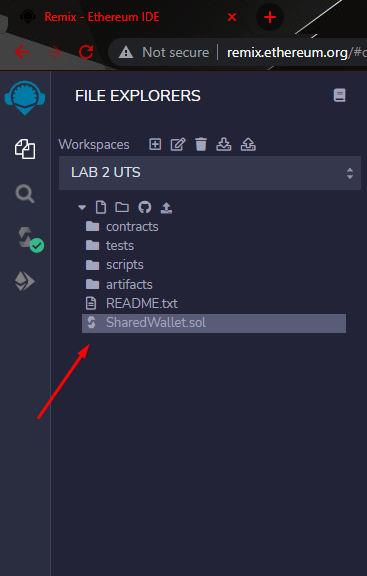 Remix - Ethereum IDE
Not secure | remix.ethereum.org/#
FILE EXPLORERS
Workspaces
LAB 2 UTS
contracts
tests
scripts
artifacts
README.txt
SharedWallet.sol